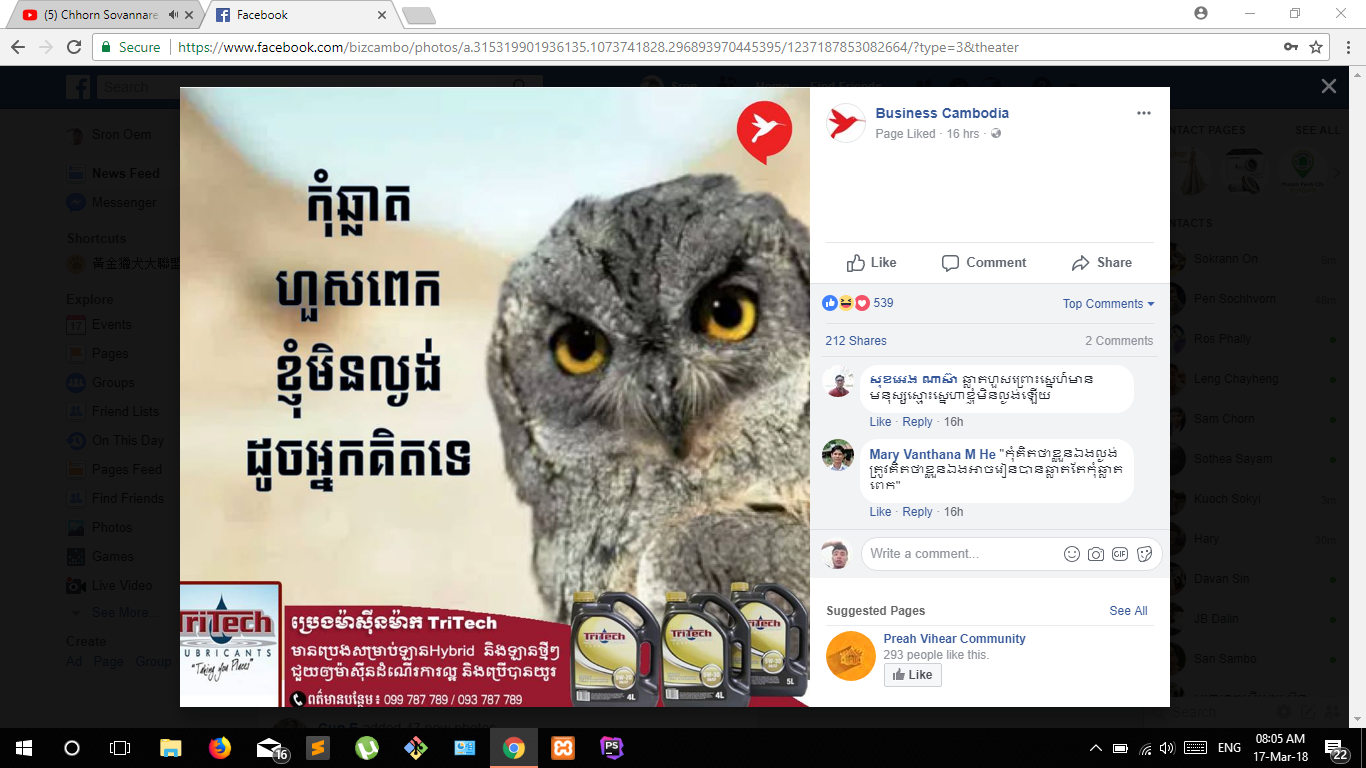 (5) Chhorn Sovannare
Facebook
Secure
https://www.facebook.com/bizcambo/photos/a.315319901936135.1073741828.296893970445395/1237187853082664/?type=3&theater
Search
Sron Oem
News Feed
Messenger
Shortcuts
Explore
17 Events
Pages
Groups
Friend Lists
On This Day
Pages Feed
Find Friends
Photos
Games
Live Video
See More...
Create
Ad Page Group
កុំឆ្លាត
ហួសពេក
ខ្ញុំមិនល្ងង់
ដូចអ្នកគិតទេ
TriTech
LUBRICANTS
"Taking You Places"
ប្រេងម៉ាស៊ីនម៉ាក TriTech
មានប្រេងសម្រាប់ឡានHybrid និងឡានថ្មីៗ
ជួយឲ្យម៉ាស៊ីនដំណើរការល្អ និងប្រើបានយូរ
ព័ត៌មានបន្ថែម៖ 099 787 789 / 093 787 789
TriTech
4L
TriTech
4L
TriTech
5L
Business Cambodia
Page Liked · 16 hrs ·
Like Comment Share
539
Top Comments
212 Shares
2 Comments
សុខអេង ណាស៊ា ឆ្លាតហួសព្រោះស្នេហ៍មាន
មនុស្សស្មោះស្នេហាខ្ញុំមិនល្ងង់ឡើយ
Like · Reply · 16h
Mary Vanthana M He "កុំគិតថាខ្លួនឯងល្ងង់
ត្រូវគិតថាខ្លួនឯងអាចរៀនបានឆ្លាតតែកុំឆ្លាត
ពេក"
Like · Reply · 16h
Write a comment...
GIF
Suggested Pages
See All
Preah Vihear Community
293 people like this.
Like
CONTACT PAGES
SEE ALL
CONTACTS
Sokrann On
Pen Sochhvorn
Ros Phally
Leng Chayheng
Sam Chorn
Sothea Sayam
Kuoch Sokyi
Hary
Davan Sin
JB Dalin
San Sambo
Search
16
PS
ENG
08:05 AM
17-Mar-18
22